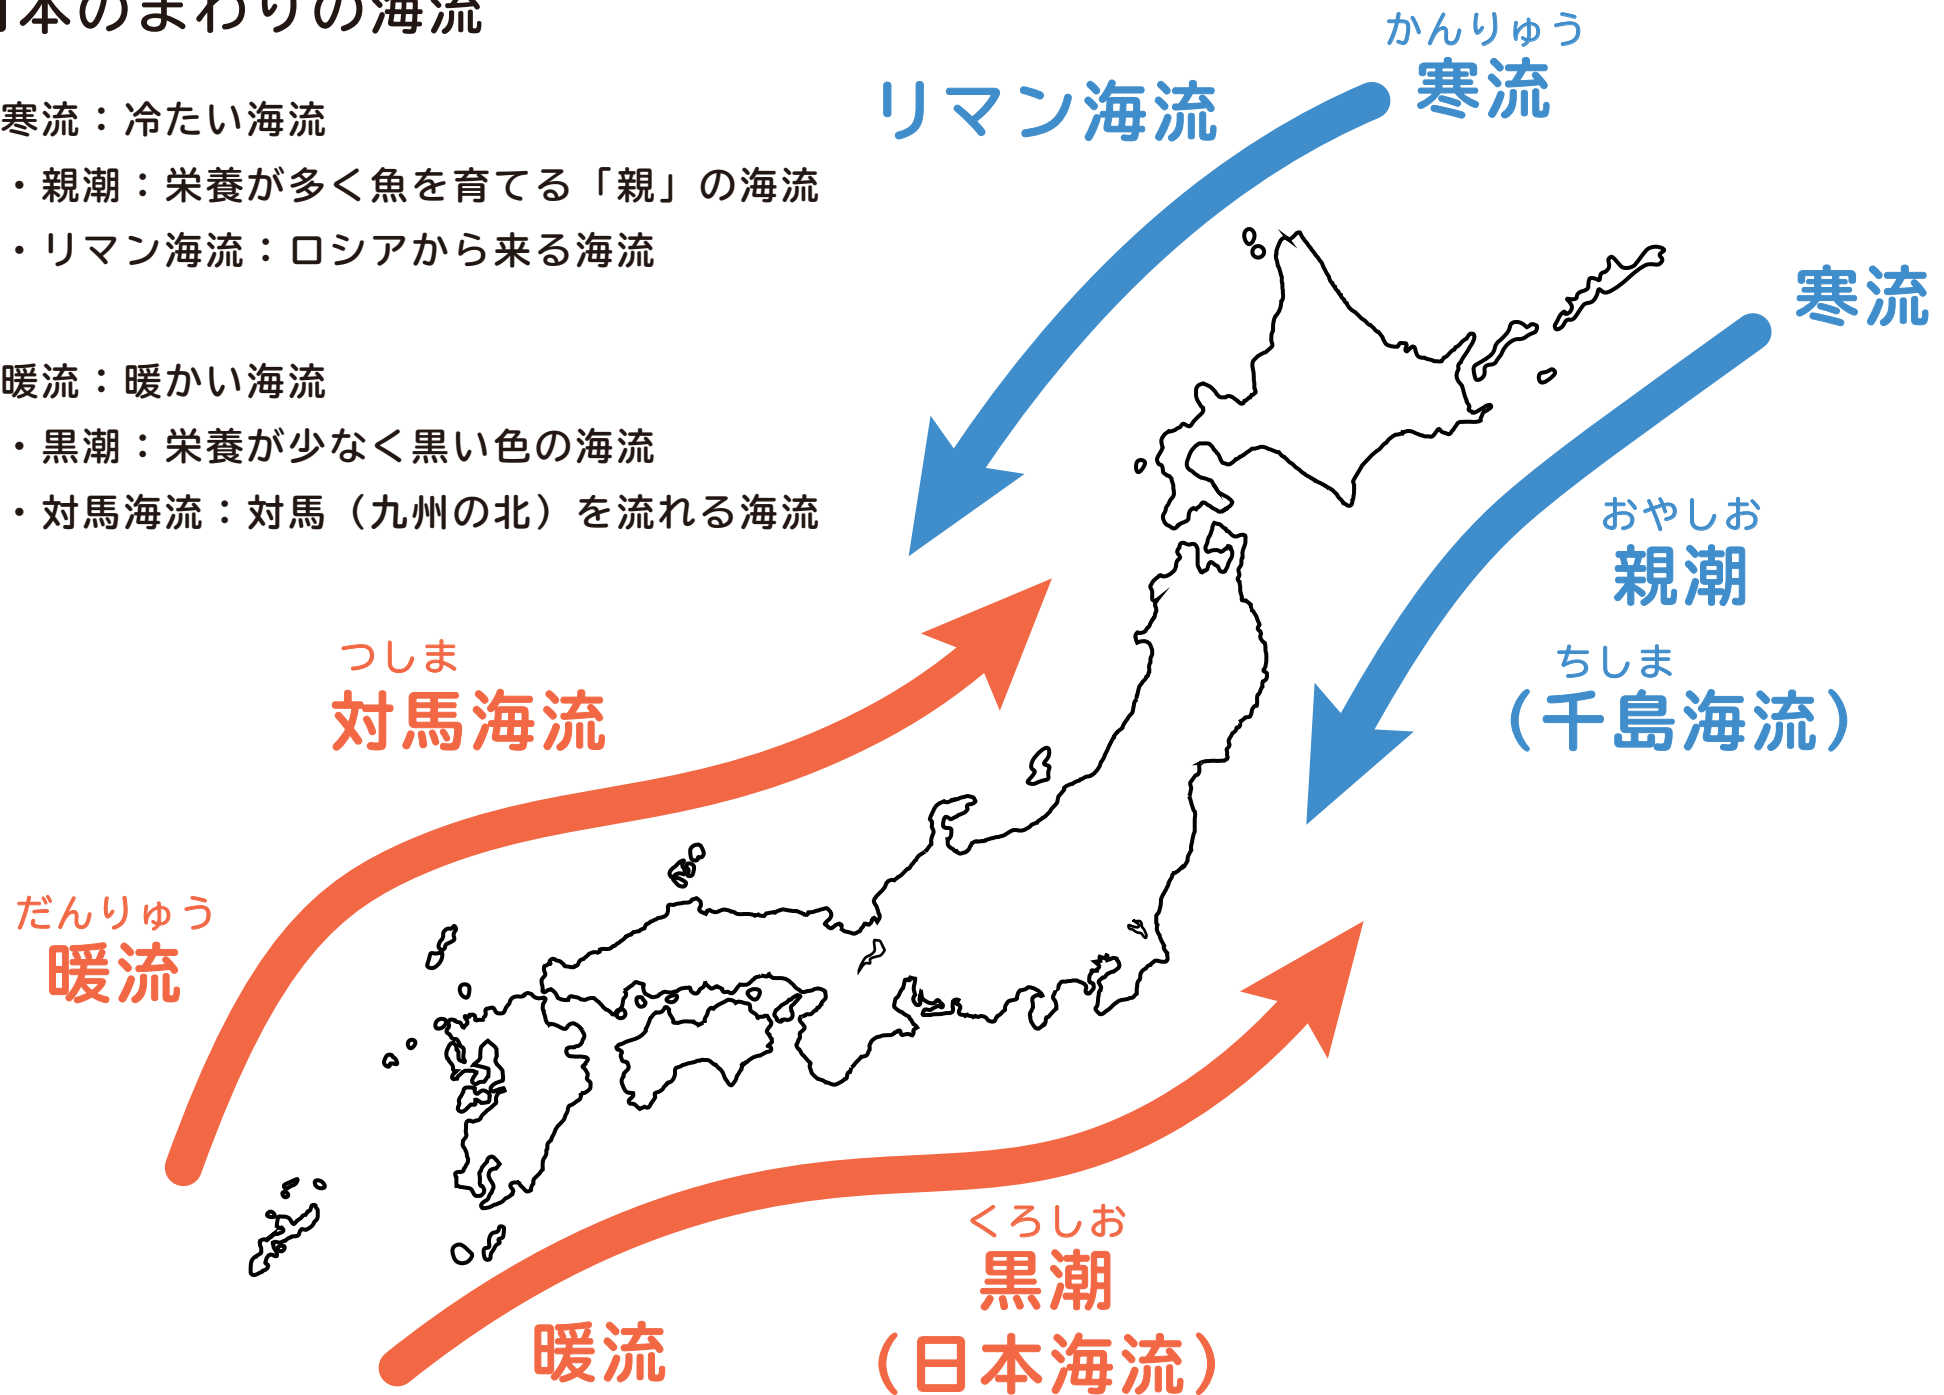 日本のまわりの海流
寒流：冷たい海流
・親潮：栄養が多く魚を育てる「親」の海流
・リマン海流：ロシアから来る海流
暖流：暖かい海流
・黒潮：栄養が少なく黒い色の海流
・対馬海流：対馬（九州の北）を流れる海流
かんりゅう
寒流
リマン海流
寒流
おやしお
親潮
ちしま
（千島海流）
つしま
対馬海流
だんりゅう
暖流
くろしお
黒潮
（日本海流）
暖流